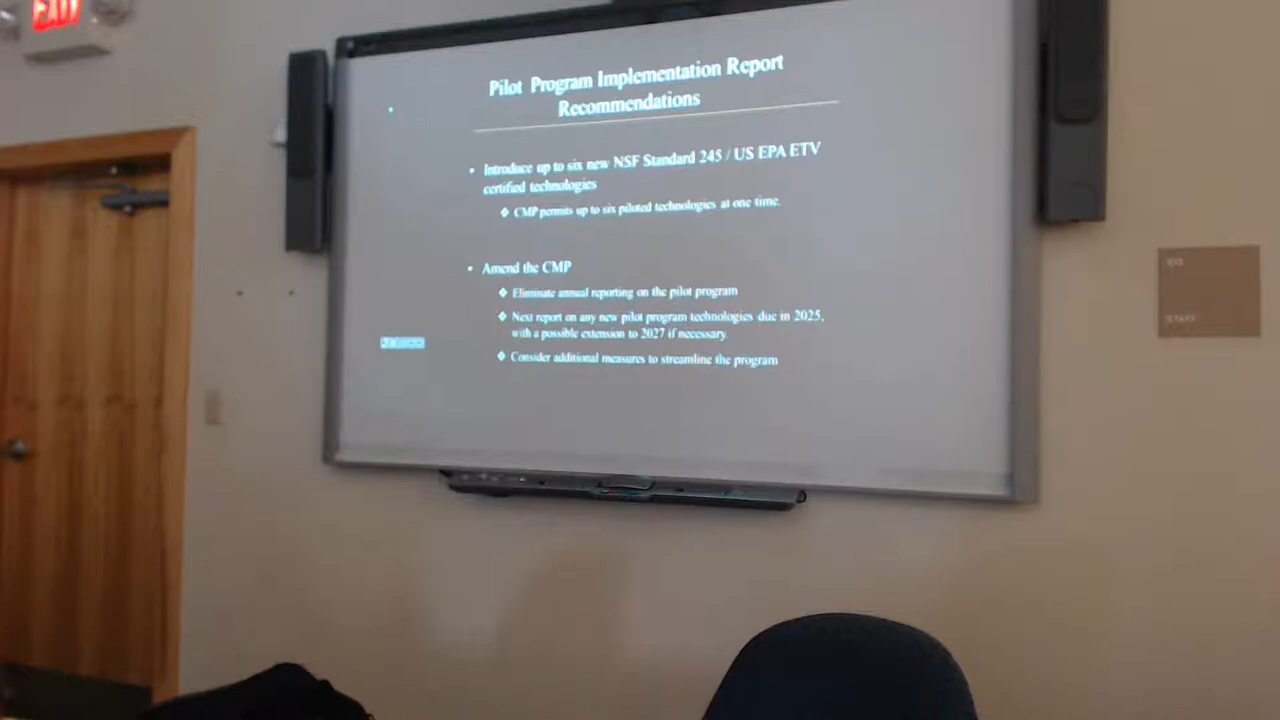 EXIT
Pilot Program Implementation Report
Recommendations
• Introduce up to six new NSF Standard 245 / US EPA ETV
certified technologies
❖ CMP permits up to six piloted technologies at one time.
• Amend the CMP
❖ Eliminate annual reporting on the pilot program
❖ Next report on any new pilot program technologies due in 2025,
with a possible extension to 2027 if necessary.
❖ Consider additional measures to streamline the program